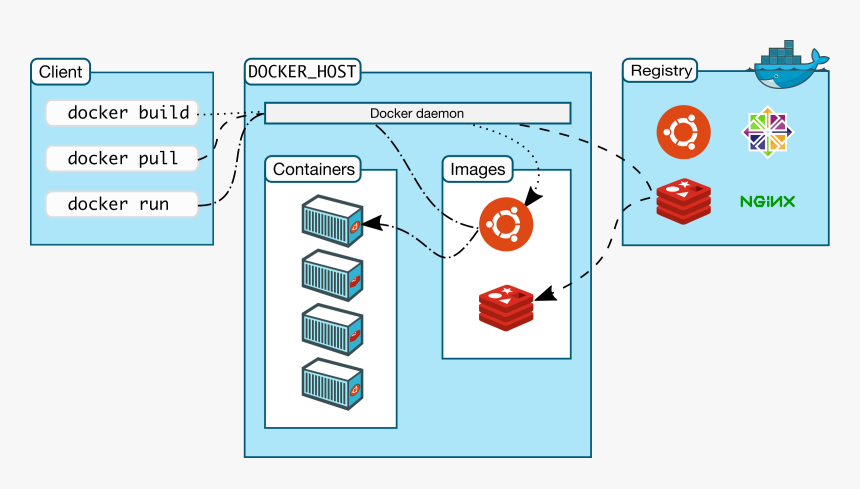 Client
docker build
docker pull
docker run
DOCKER_HOST
Docker daemon
Containers
Images
Registry
NGiNX